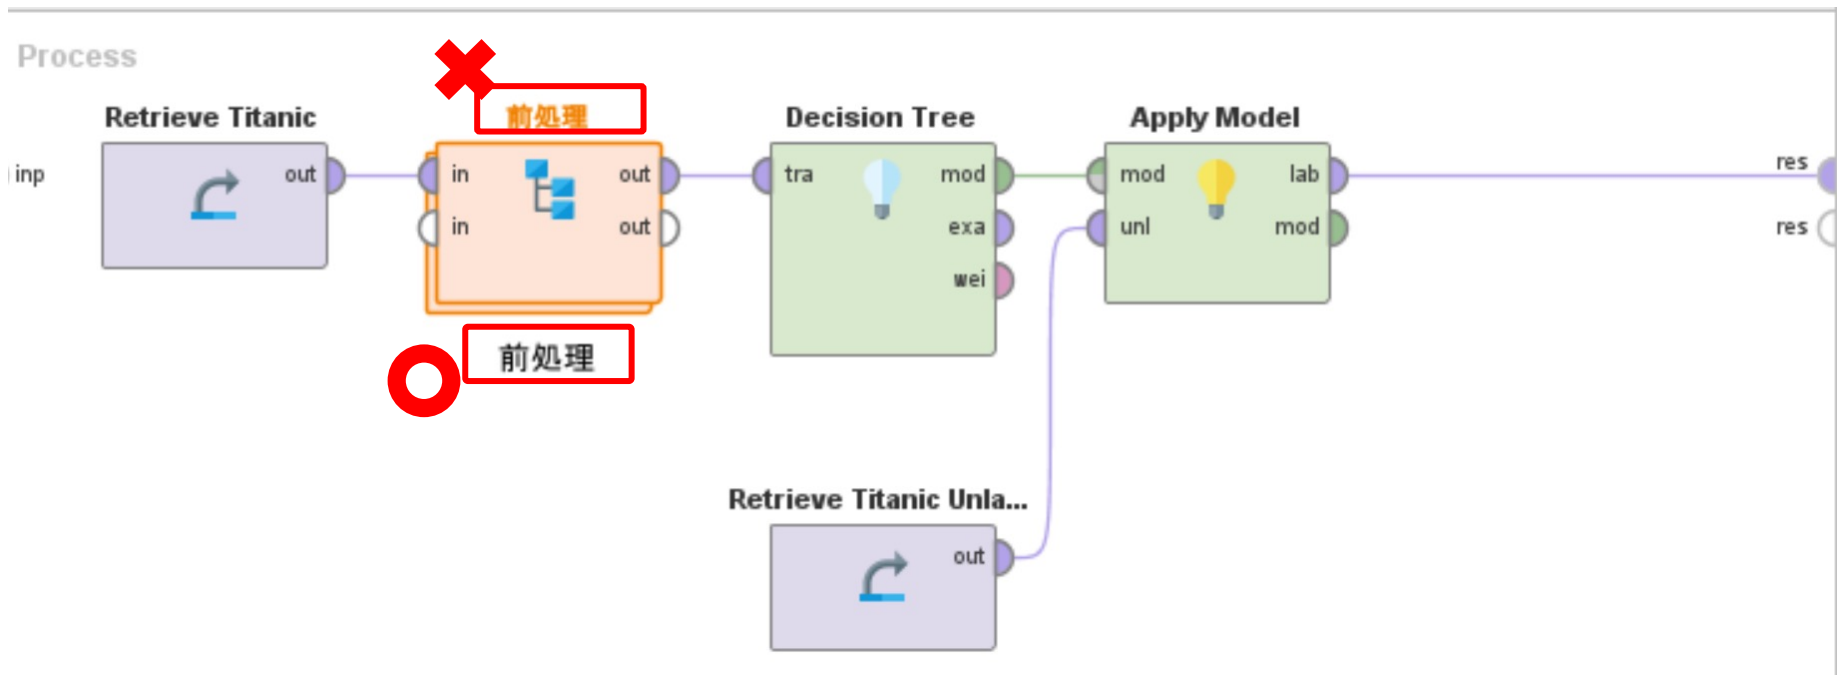 Process
Retrieve Titanic
前処理
Decision Tree
Apply Model
inp
out
in
out
tra
mod
mod
lab
res
in
out
exa
unl
mod
res
wei
前処理
Retrieve Titanic Unla...
out